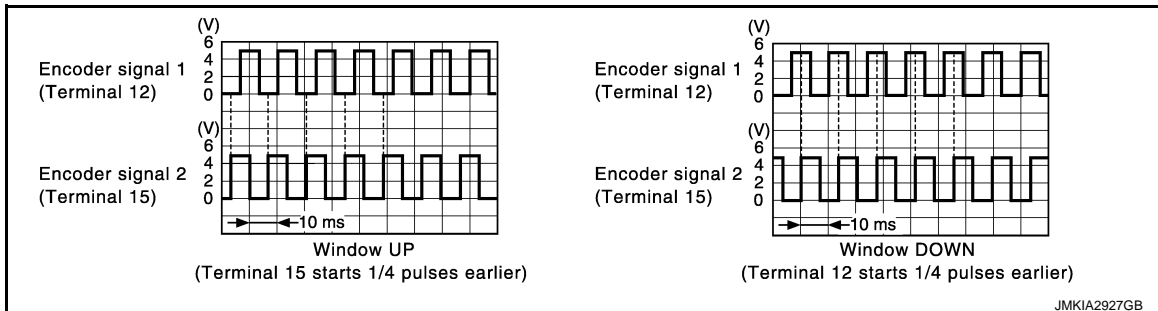 (V)
6
4
2
0
Encoder signal 1
(Terminal 12)
(V)
6
4
2
0
Encoder signal 2
(Terminal 15)
10 ms
Window UP
(Terminal 15 starts 1/4 pulses earlier)
(V)
6
4
2
0
Encoder signal 1
(Terminal 12)
(V)
6
4
2
0
Encoder signal 2
(Terminal 15)
10 ms
Window DOWN
(Terminal 12 starts 1/4 pulses earlier)
JMKIA2927GB